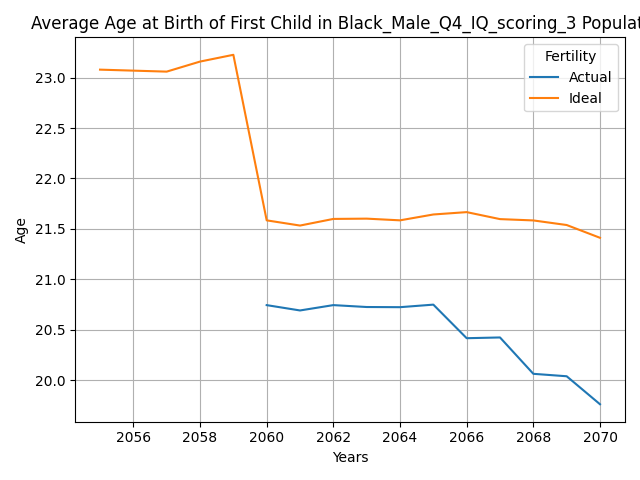 Average Age at Birth of First Child in Black_Male_Q4_IQ_scoring_3 Populat
Fertility
Actual
Ideal
23.0
22.5
22.0
21.5
21.0
20.5
20.0
Age
2056 2058 2060 2062 2064 2066 2068 2070
Years